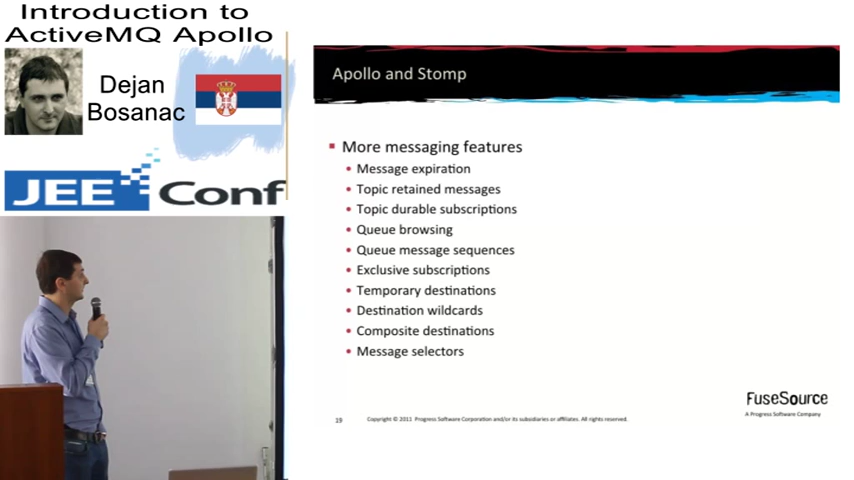 Introduction to
ActiveMQ Apollo
Dejan
Bosanac
JEE Conf
Apollo and Stomp
More messaging features
Message expiration
Topic retained messages
Topic durable subscriptions
Queue browsing
Queue message sequences
Exclusive subscriptions
Temporary destinations
Destination wildcards
Composite destinations
Message selectors
FuseSource
A Progress Software Company
19
Copyright © 2011 Progress Software Corporation and/or its subsidiaries or affiliates. All rights reserved.